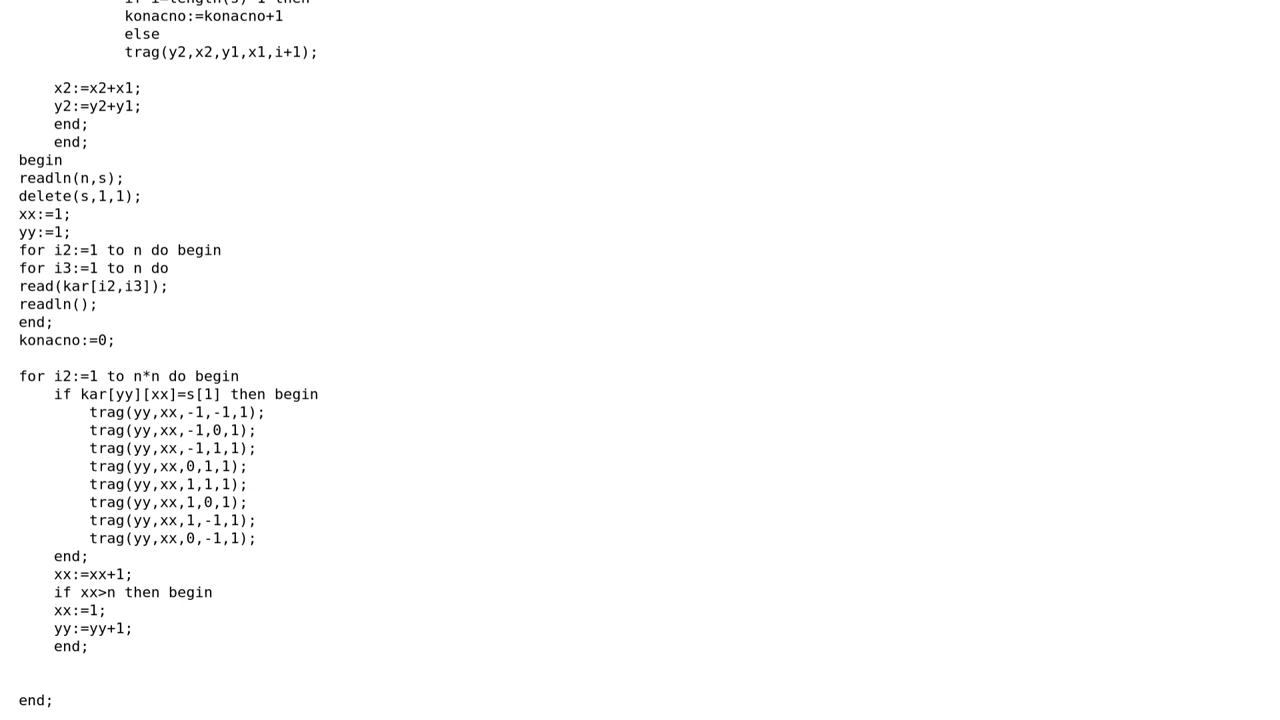 if i=length(s)-1 then
konacno:=konacno+1
else
trag(y2,x2,y1,x1,i+1);
x2:=x2+x1;
y2:=y2+y1;
end;
end;
begin
readln(n,s);
delete(s,1,1);
xx:=1;
yy:=1;
for i2:=1 to n do begin
for i3:=1 to n do
read(kar[i2,i3]);
readln();
end;
konacno:=0;
for i2:=1 to n*n do begin
if kar[yy][xx]=s[1] then begin
trag(yy,xx,-1,-1,1);
trag(yy,xx,-1,0,1);
trag(yy,xx,-1,1,1);
trag(yy,xx,0,1,1);
trag(yy,xx,1,1,1);
trag(yy,xx,1,0,1);
trag(yy,xx,1,-1,1);
trag(yy,xx,0,-1,1);
end;
xx:=xx+1;
if xx>n then begin
xx:=1;
yy:=yy+1;
end;
end;